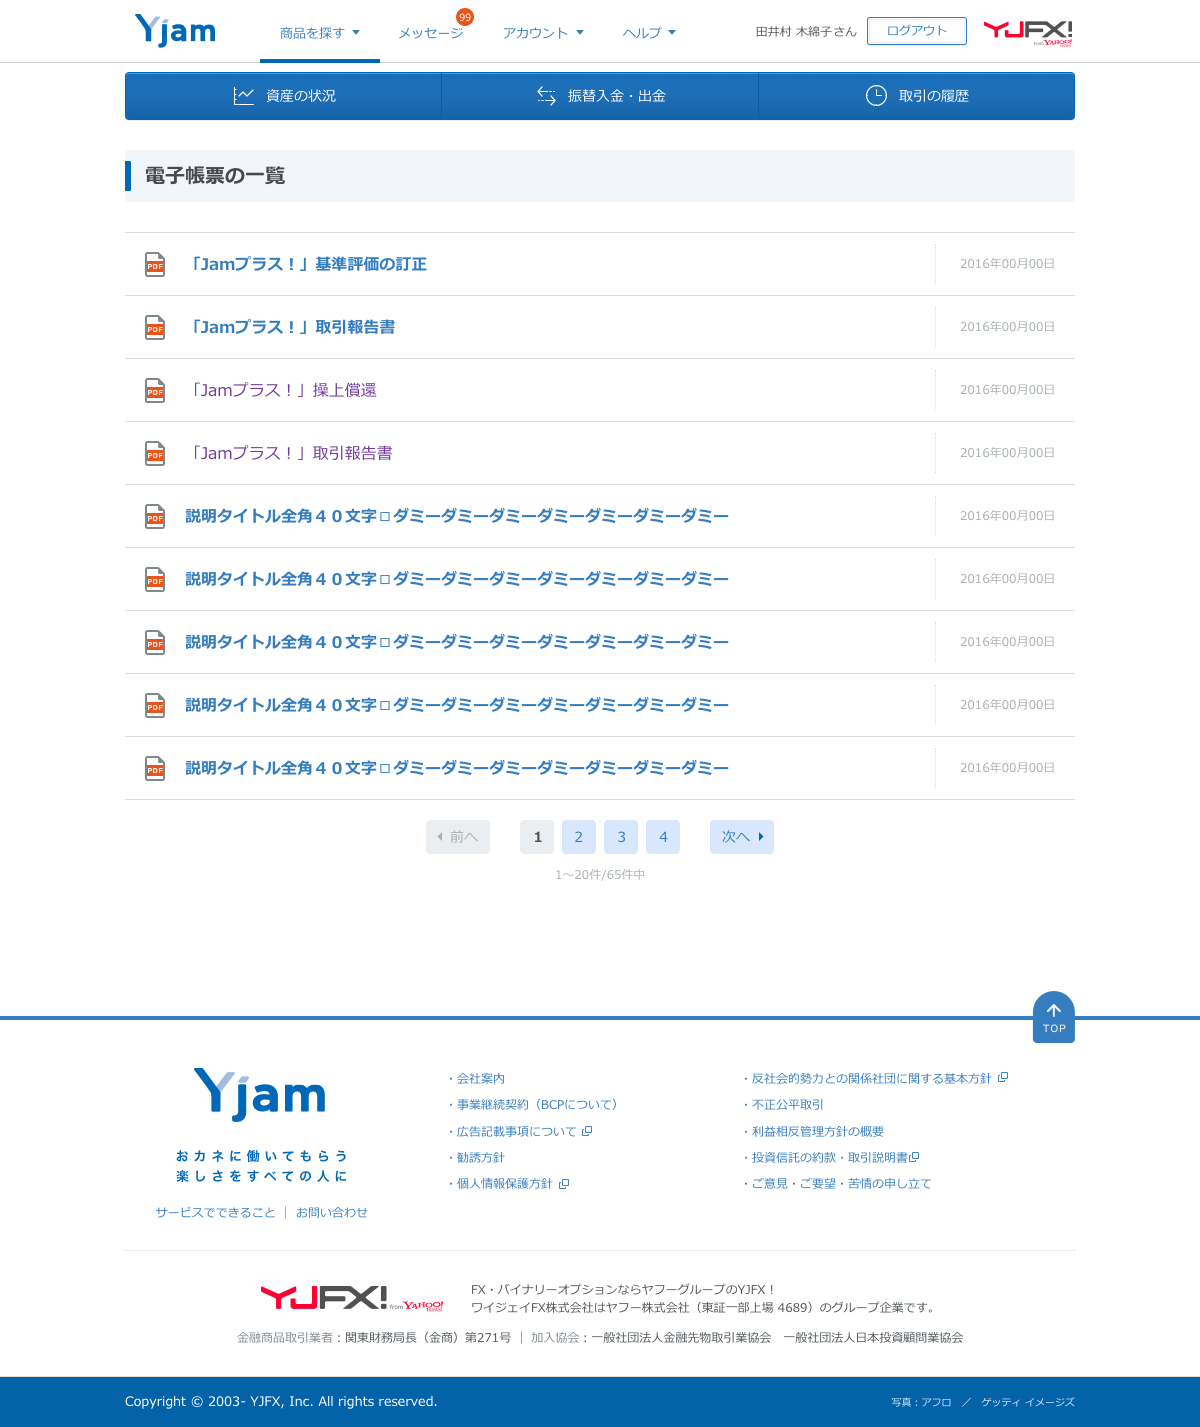 Yjam
商品を探す
メッセージ
99
アカウント
ヘルプ
田井村 木綿子さん
ログアウト
YJFX!
from YAHOO! JAPAN
資産の状況
振替入金・出金
取引の履歴
電子帳票の一覧
PDF 「Jamプラス！」基準評価の訂正 2016年00月00日
PDF 「Jamプラス！」取引報告書 2016年00月00日
PDF 「Jamプラス！」操上償還 2016年00月00日
PDF 「Jamプラス！」取引報告書 2016年00月00日
PDF 説明タイトル全角４０文字□ダミーダミーダミーダミーダミーダミーダミー 2016年00月00日
PDF 説明タイトル全角４０文字□ダミーダミーダミーダミーダミーダミーダミー 2016年00月00日
PDF 説明タイトル全角４０文字□ダミーダミーダミーダミーダミーダミーダミー 2016年00月00日
PDF 説明タイトル全角４０文字□ダミーダミーダミーダミーダミーダミーダミー 2016年00月00日
PDF 説明タイトル全角４０文字□ダミーダミーダミーダミーダミーダミーダミー 2016年00月00日
前へ 1 2 3 4 次へ
1～20件/65件中
TOP
Yjam
おカネに働いてもらう
楽しさをすべての人に
サービスでできること ｜ お問い合わせ
・会社案内
・事業継続契約（BCPについて）
・広告記載事項について
・勧誘方針
・個人情報保護方針
・反社会的勢力との関係社団に関する基本方針
・不正公平取引
・利益相反管理方針の概要
・投資信託の約款・取引説明書
・ご意見・ご要望・苦情の申し立て
YJFX! from YAHOO! JAPAN
FX・バイナリーオプションならヤフーグループのYJFX！
ワイジェイFX株式会社はヤフー株式会社（東証一部上場 4689）のグループ企業です。
金融商品取引業者：関東財務局長（金商）第271号 ｜ 加入協会：一般社団法人金融先物取引業協会　一般社団法人日本投資顧問業協会
Copyright © 2003- YJFX, Inc. All rights reserved.
写真：アフロ　／　ゲッティ イメージズ